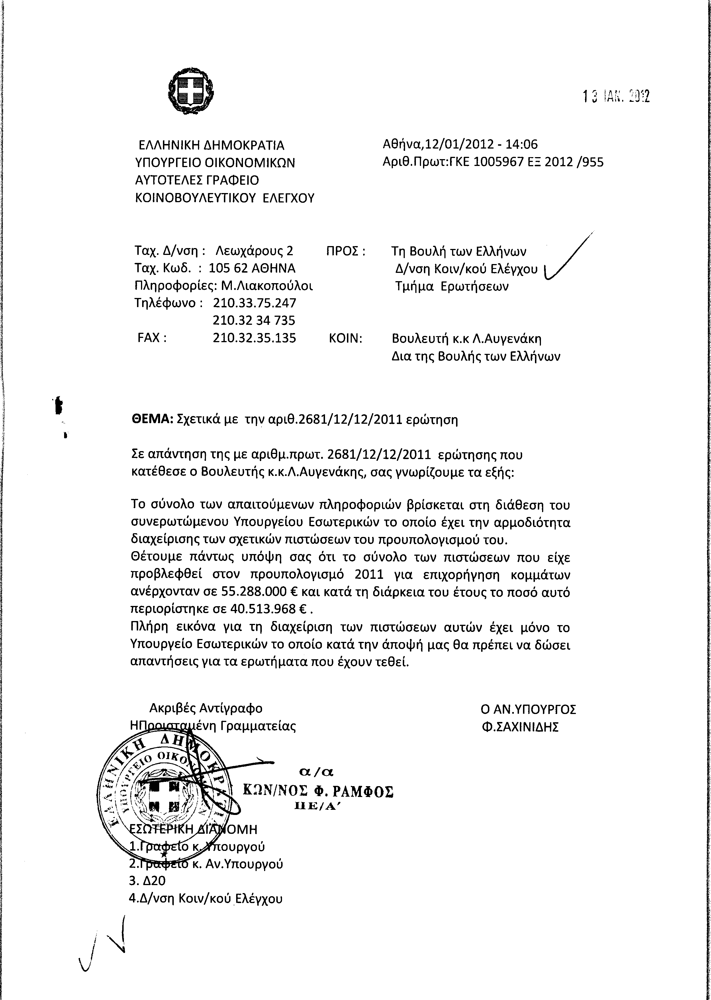 13 ΙΑΝ. 2012
ΕΛΛΗΝΙΚΗ ΔΗΜΟΚΡΑΤΙΑ
ΥΠΟΥΡΓΕΙΟ ΟΙΚΟΝΟΜΙΚΩΝ
ΑΥΤΟΤΕΛΕΣ ΓΡΑΦΕΙΟ
ΚΟΙΝΟΒΟΥΛΕΥΤΙΚΟΥ ΕΛΕΓΧΟΥ
Αθήνα,12/01/2012 - 14:06
Αριθ.Πρωτ:ΓΚΕ 1005967 ΕΞ 2012 /955
Ταχ. Δ/νση : Λεωχάρους 2
Ταχ. Κωδ. : 105 62 ΑΘΗΝΑ
Πληροφορίες: Μ.Λιακοπούλοι
Τηλέφωνο : 210.33.75.247
210.32 34 735
FAX : 210.32.35.135
ΠΡΟΣ : Τη Βουλή των Ελλήνων
Δ/νση Κοιν/κού Ελέγχου
Τμήμα Ερωτήσεων
ΚΟΙΝ: Βουλευτή κ.κ Λ.Αυγενάκη
Δια της Βουλής των Ελλήνων
ΘΕΜΑ: Σχετικά με την αριθ.2681/12/12/2011 ερώτηση
Σε απάντηση της με αριθμ.πρωτ. 2681/12/12/2011 ερώτησης που
κατέθεσε ο Βουλευτής κ.κ.Λ.Αυγενάκης, σας γνωρίζουμε τα εξής:
Το σύνολο των απαιτούμενων πληροφοριών βρίσκεται στη διάθεση του
συνερωτώμενου Υπουργείου Εσωτερικών το οποίο έχει την αρμοδιότητα
διαχείρισης των σχετικών πιστώσεων του προυπολογισμού του.
Θέτουμε πάντως υπόψη σας ότι το σύνολο των πιστώσεων που είχε
προβλεφθεί στον προυπολογισμό 2011 για επιχορήγηση κομμάτων
ανέρχονταν σε 55.288.000 € και κατά τη διάρκεια του έτους το ποσό αυτό
περιορίστηκε σε 40.513.968 € .
Πλήρη εικόνα για τη διαχείριση των πιστώσεων αυτών έχει μόνο το
Υπουργείο Εσωτερικών το οποίο κατά την άποψή μας θα πρέπει να δώσει
απαντήσεις για τα ερωτήματα που έχουν τεθεί.
Ακριβές Αντίγραφο
ΗΠροισταμένη Γραμματείας
Ο ΑΝ.ΥΠΟΥΡΓΟΣ
Φ.ΣΑΧΙΝΙΔΗΣ
ΕΛΛΗΝΙΚΗ ΔΗΜΟΚΡΑΤΙΑ
ΥΠΟΥΡΓΕΙΟ ΟΙΚΟΝΟΜΙΚΩΝ
α/α
ΚΩΝ/ΝΟΣ Φ. ΡΑΜΦΟΣ
ΠΕ/Α΄
ΕΣΩΤΕΡΙΚΗ ΔΙΑΝΟΜΗ
1.Γραφείο κ. Υπουργού
2.Γραφείο κ. Αν.Υπουργού
3. Δ20
4.Δ/νση Κοιν/κού Ελέγχου